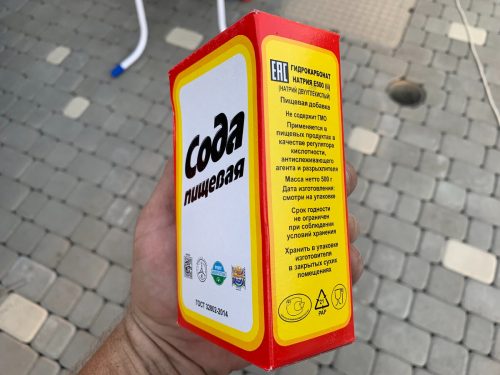 Сода
пищевая
ГОСТ 32802-2014
EAC
ГИДРОКАРБОНАТ
НАТРИЯ Е500 (ii)
(НАТРИЙ ДВУУГЛЕКИСЛЫЙ)
Пищевая добавка
Не содержит ГМО
Применяется в
пищевых продуктах в
качестве регулятора
кислотности,
антислеживающего
агента и разрыхлителя
Масса нетто 500 г
Дата изготовления:
смотри на упаковке
Срок годности
не ограничен
при соблюдении
условий хранения
Хранить в упаковке
изготовителя
в закрытых сухих
помещениях
21
PAP